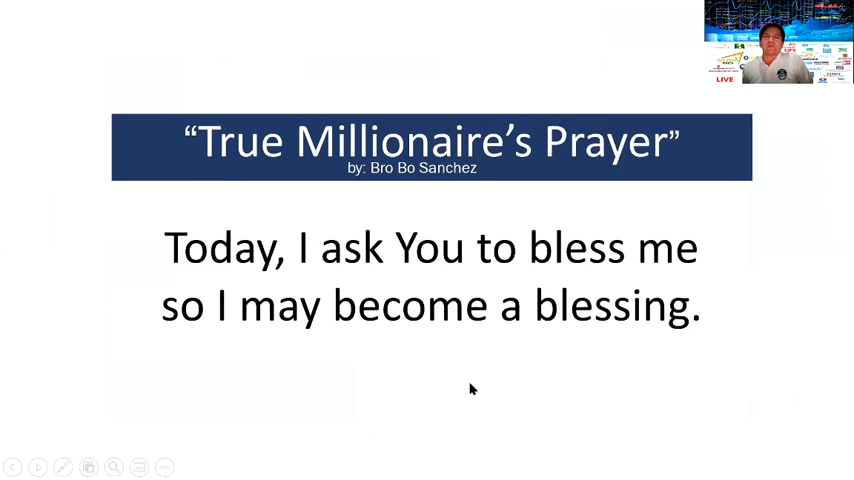 “True Millionaire’s Prayer”
by: Bro Bo Sanchez
Today, I ask You to bless me
so I may become a blessing.
LIVE